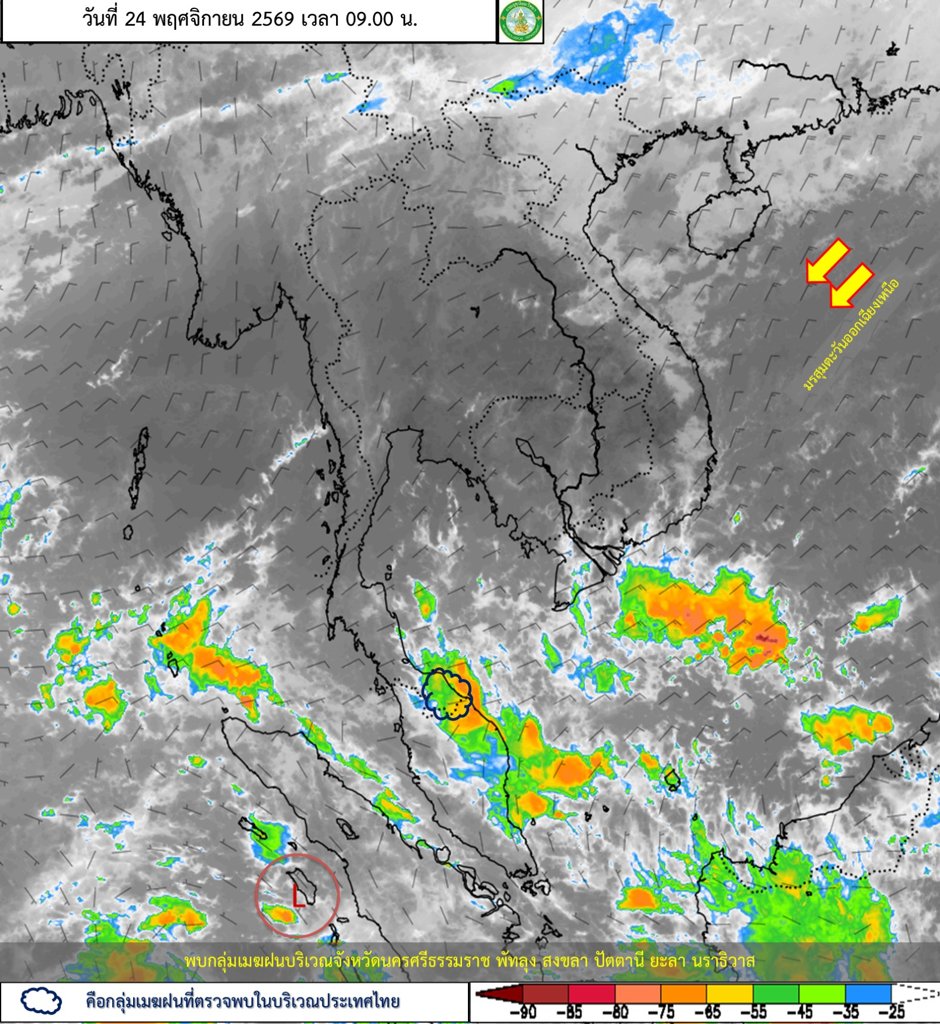 วันที่ 24 พฤศจิกายน 2569 เวลา 09.00 น.
มรสุมตะวันออกเฉียงเหนือ
L
พบกลุ่มเมฆฝนบริเวณจังหวัดนครศรีธรรมราช พัทลุง สงขลา ปัตตานี ยะลา นราธิวาส
คือกลุ่มเมฆฝนที่ตรวจพบในบริเวณประเทศไทย
−90 −85 −80 −75 −65 −55 −45 −35 −25